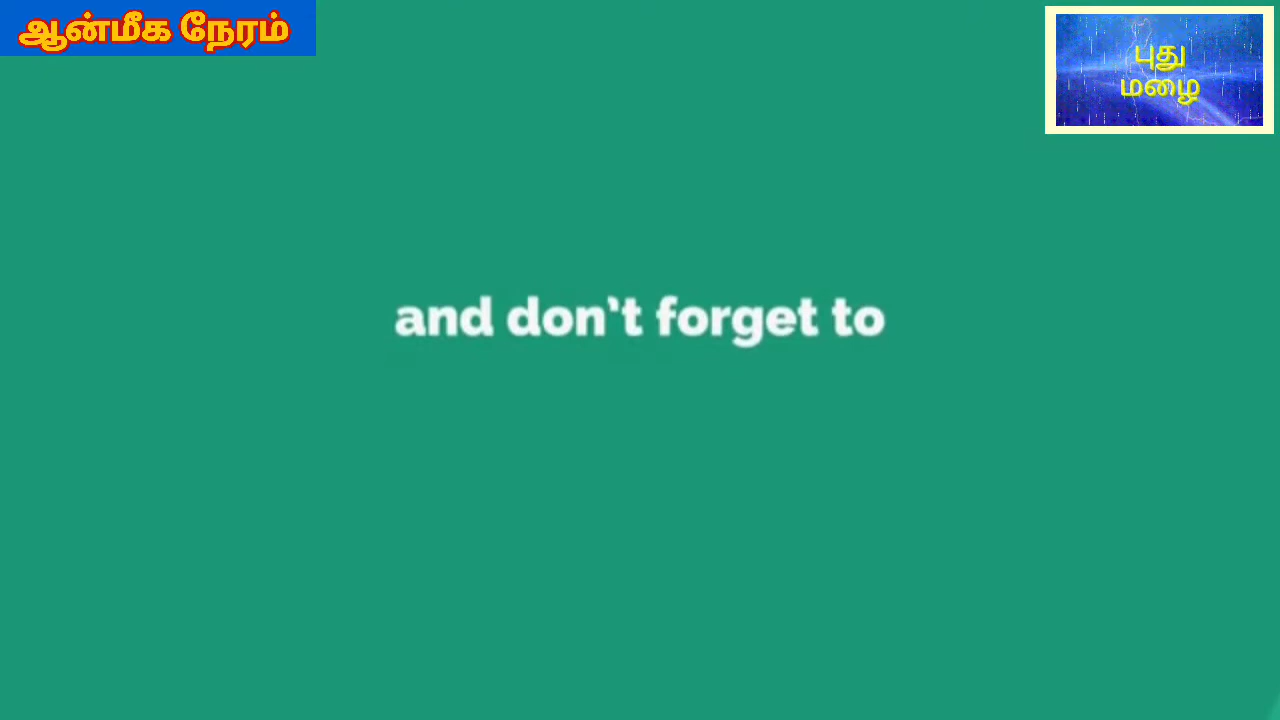 ஆன்மீக நேரம்
புது
மழை
and don't forget to